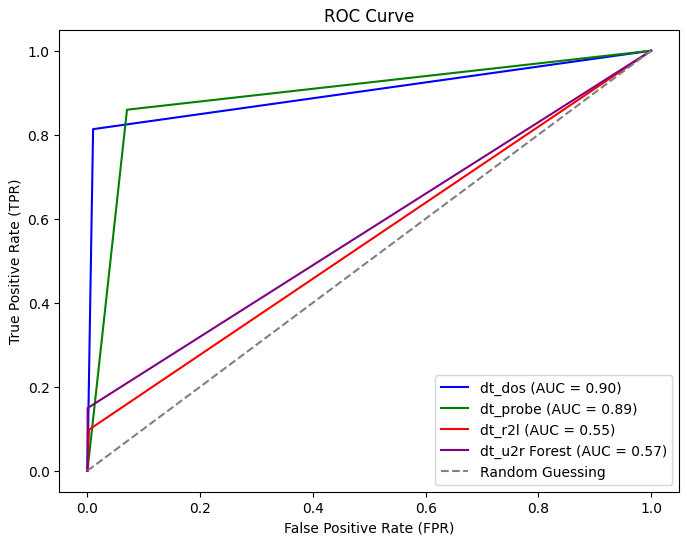 ROC Curve
True Positive Rate (TPR)
1.0
0.8
0.6
0.4
0.2
0.0
0.0 0.2 0.4 0.6 0.8 1.0
False Positive Rate (FPR)
dt_dos (AUC = 0.90)
dt_probe (AUC = 0.89)
dt_r2l (AUC = 0.55)
dt_u2r Forest (AUC = 0.57)
Random Guessing